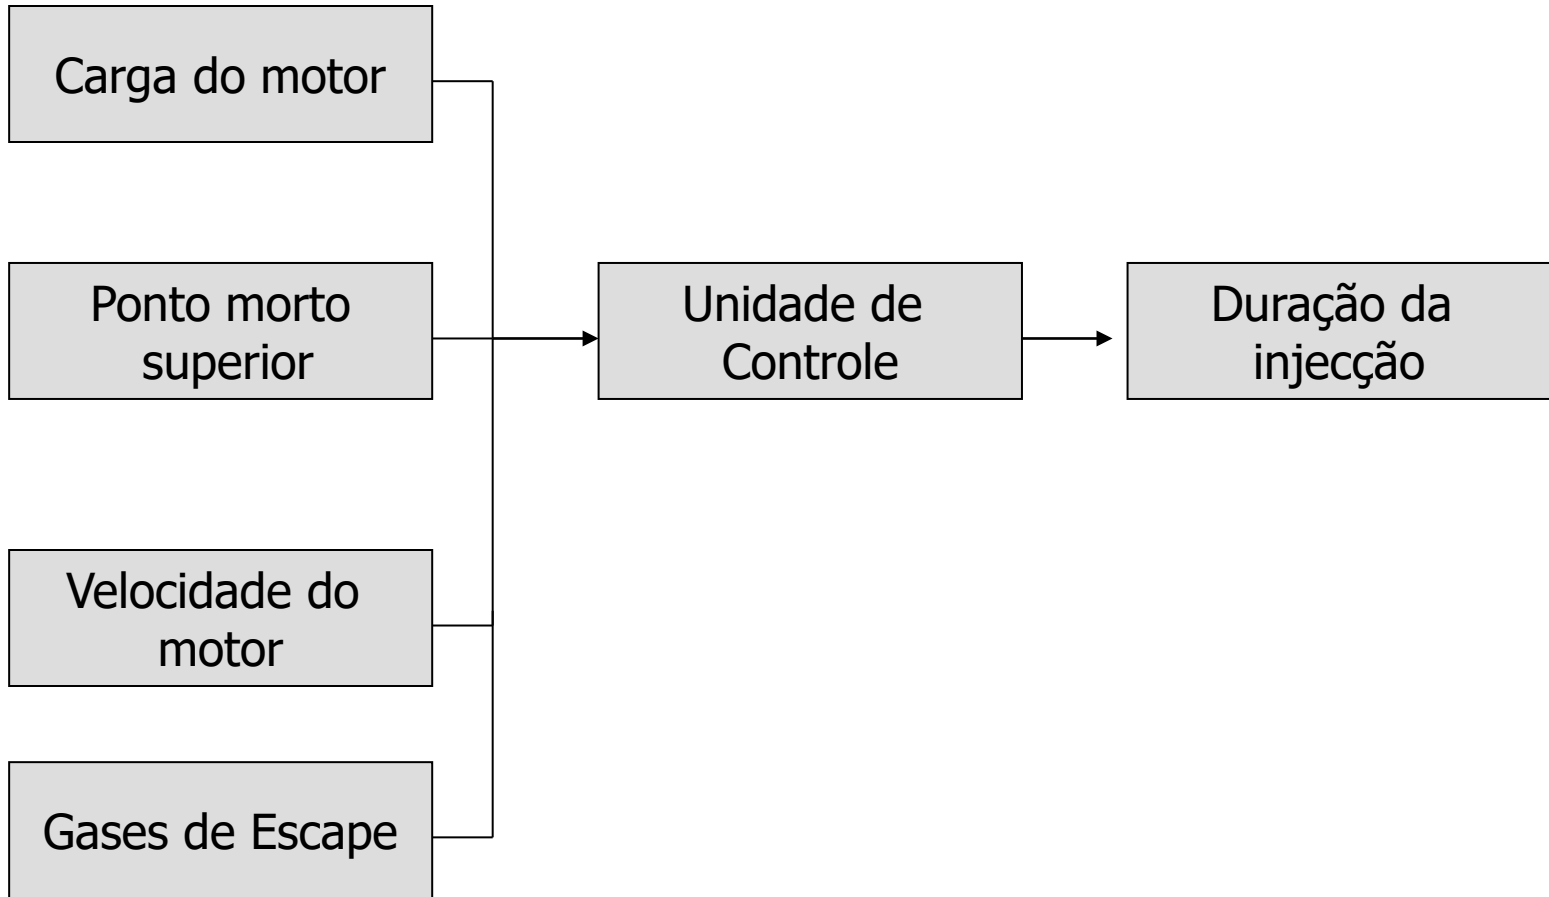 Carga do motor
Ponto morto
superior
Unidade de
Controle
Duração da
injecção
Velocidade do
motor
Gases de Escape